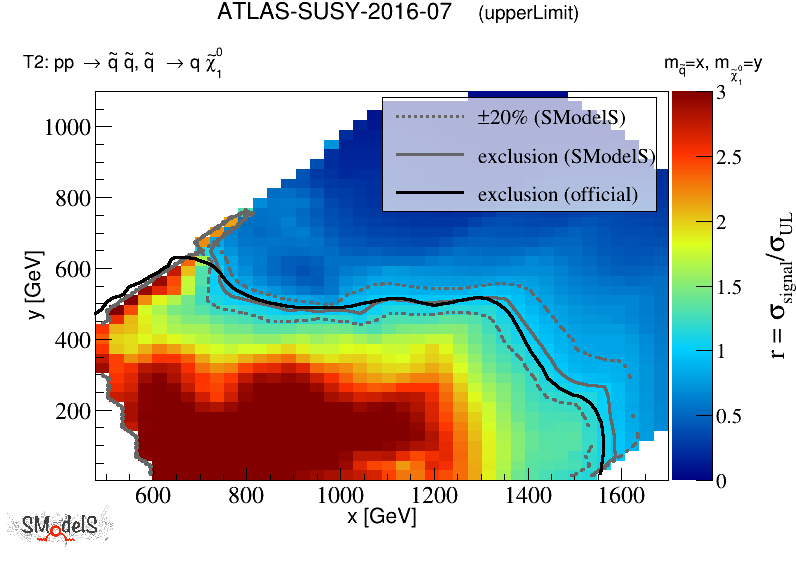 ATLAS-SUSY-2016-07 (upperLimit)
T2: pp → q̃ q̃, q̃ → q χ̃₁⁰
m_q̃=x, m_χ̃₁⁰=y
±20% (SModelS)
exclusion (SModelS)
exclusion (official)
1000
800
600
400
200
y [GeV]
600 800 1000 1200 1400 1600
x [GeV]
3
2.5
2
1.5
1
0.5
0
r = σ_signal/σ_UL
SModelS